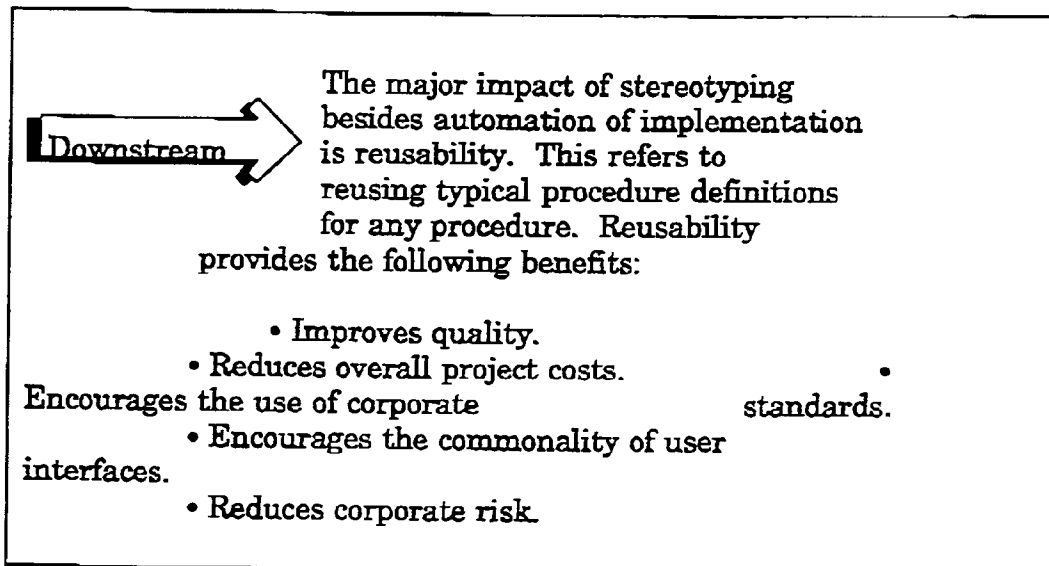 The major impact of stereotyping
besides automation of implementation
Downstream
is reusability. This refers to
reusing typical procedure definitions
for any procedure. Reusability
provides the following benefits:
• Improves quality.
• Reduces overall project costs. •
Encourages the use of corporate standards.
• Encourages the commonality of user
interfaces.
• Reduces corporate risk.